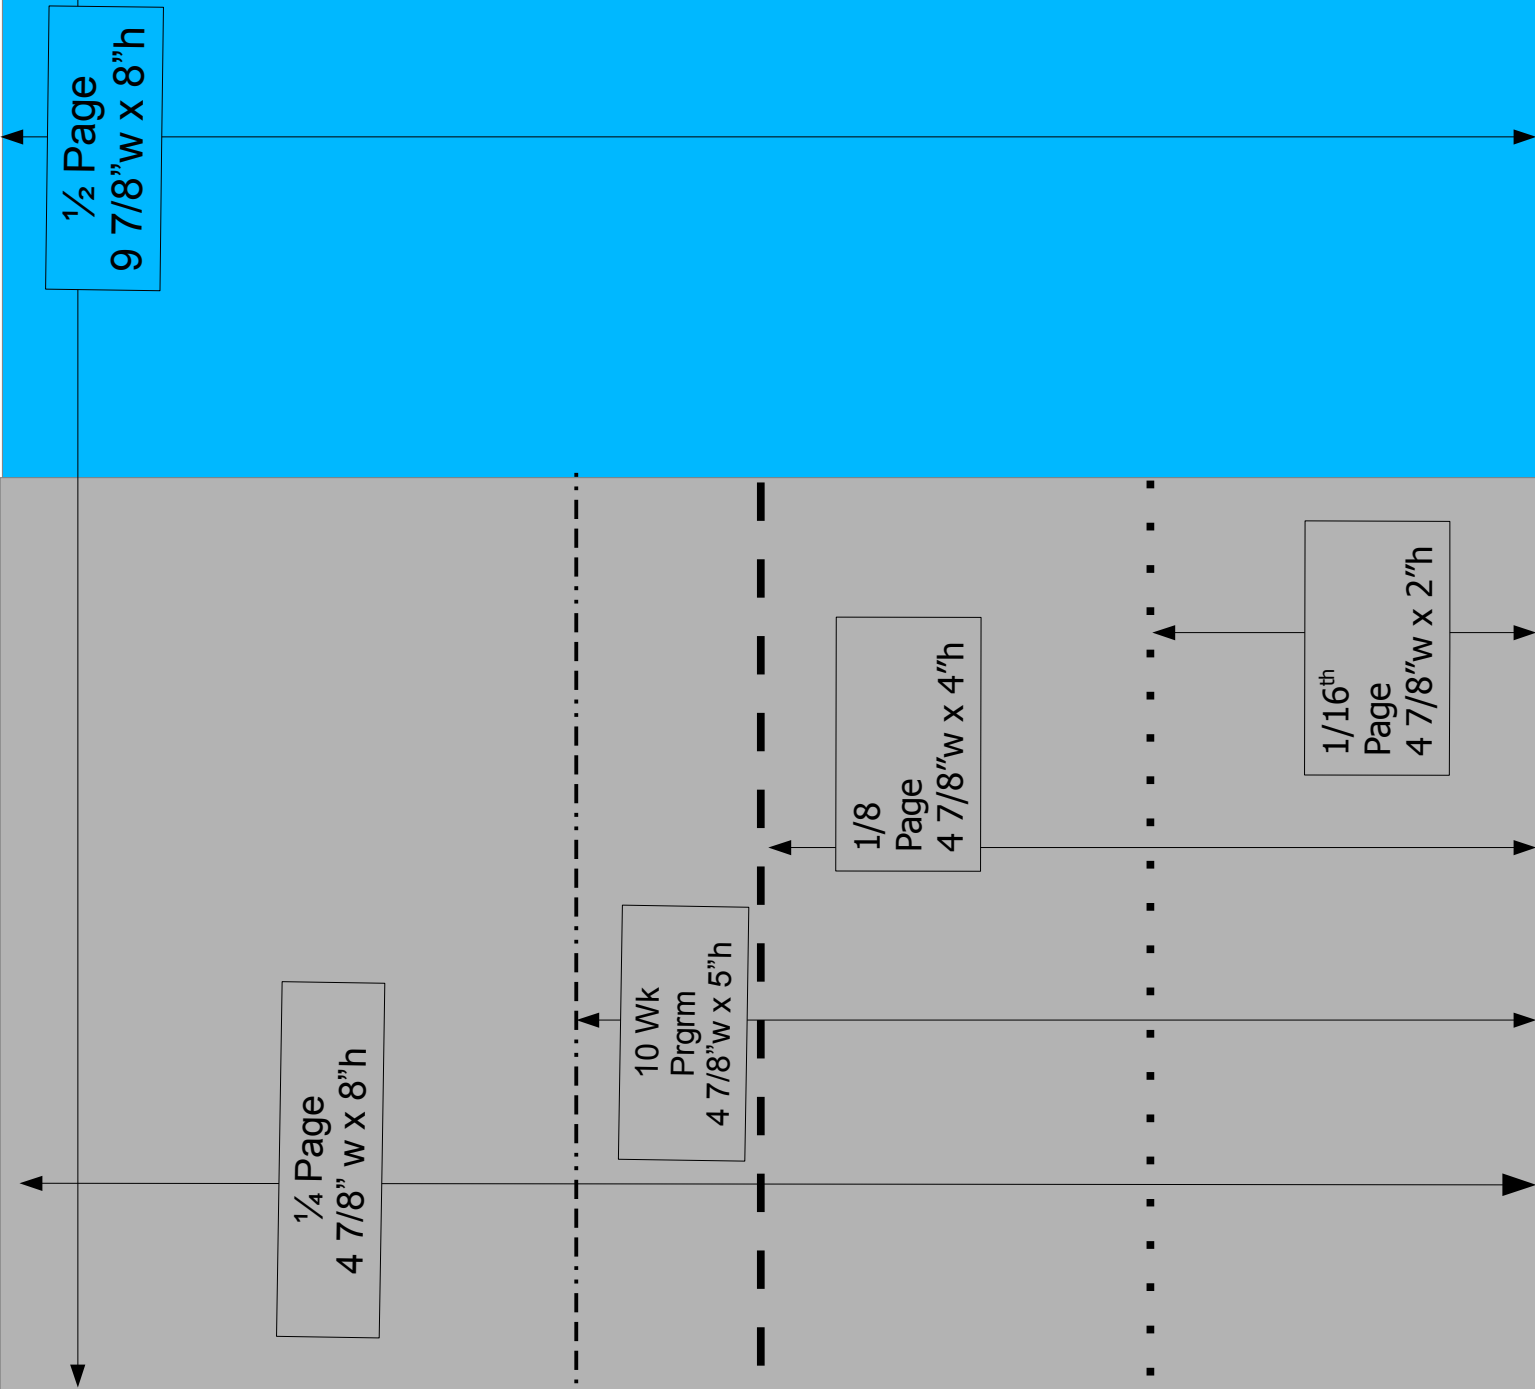 ½ Page
9 7/8”w x 8”h
¼ Page
4 7/8” w x 8”h
10 Wk
Prgrm
4 7/8”w x 5”h
1/8
Page
4 7/8”w x 4”h
1/16th
Page
4 7/8”w x 2”h